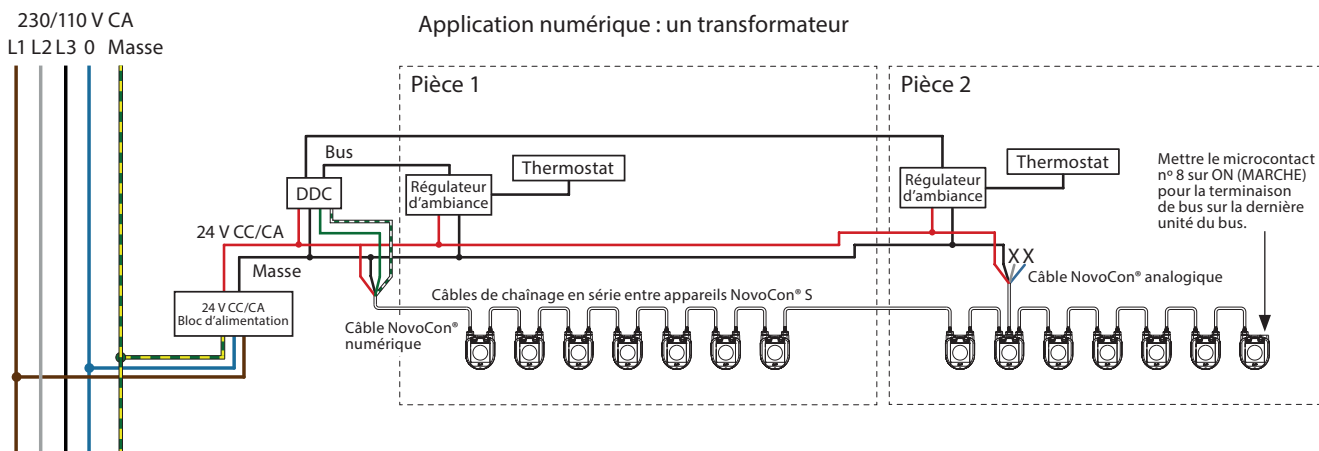 230/110 V CA
Application numérique : un transformateur
L1 L2 L3 0 Masse
Pièce 1
Pièce 2
Bus
Thermostat
Thermostat
DDC
Régulateur
d’ambiance
Régulateur
d’ambiance
Mettre le microcontact
nº 8 sur ON (MARCHE)
pour la terminaison
de bus sur la dernière
unité du bus.
24 V CC/CA
Masse
X X
Câble NovoCon® analogique
24 V CC/CA
Bloc d’alimentation
Câbles de chaînage en série entre appareils NovoCon® S
Câble NovoCon®
numérique